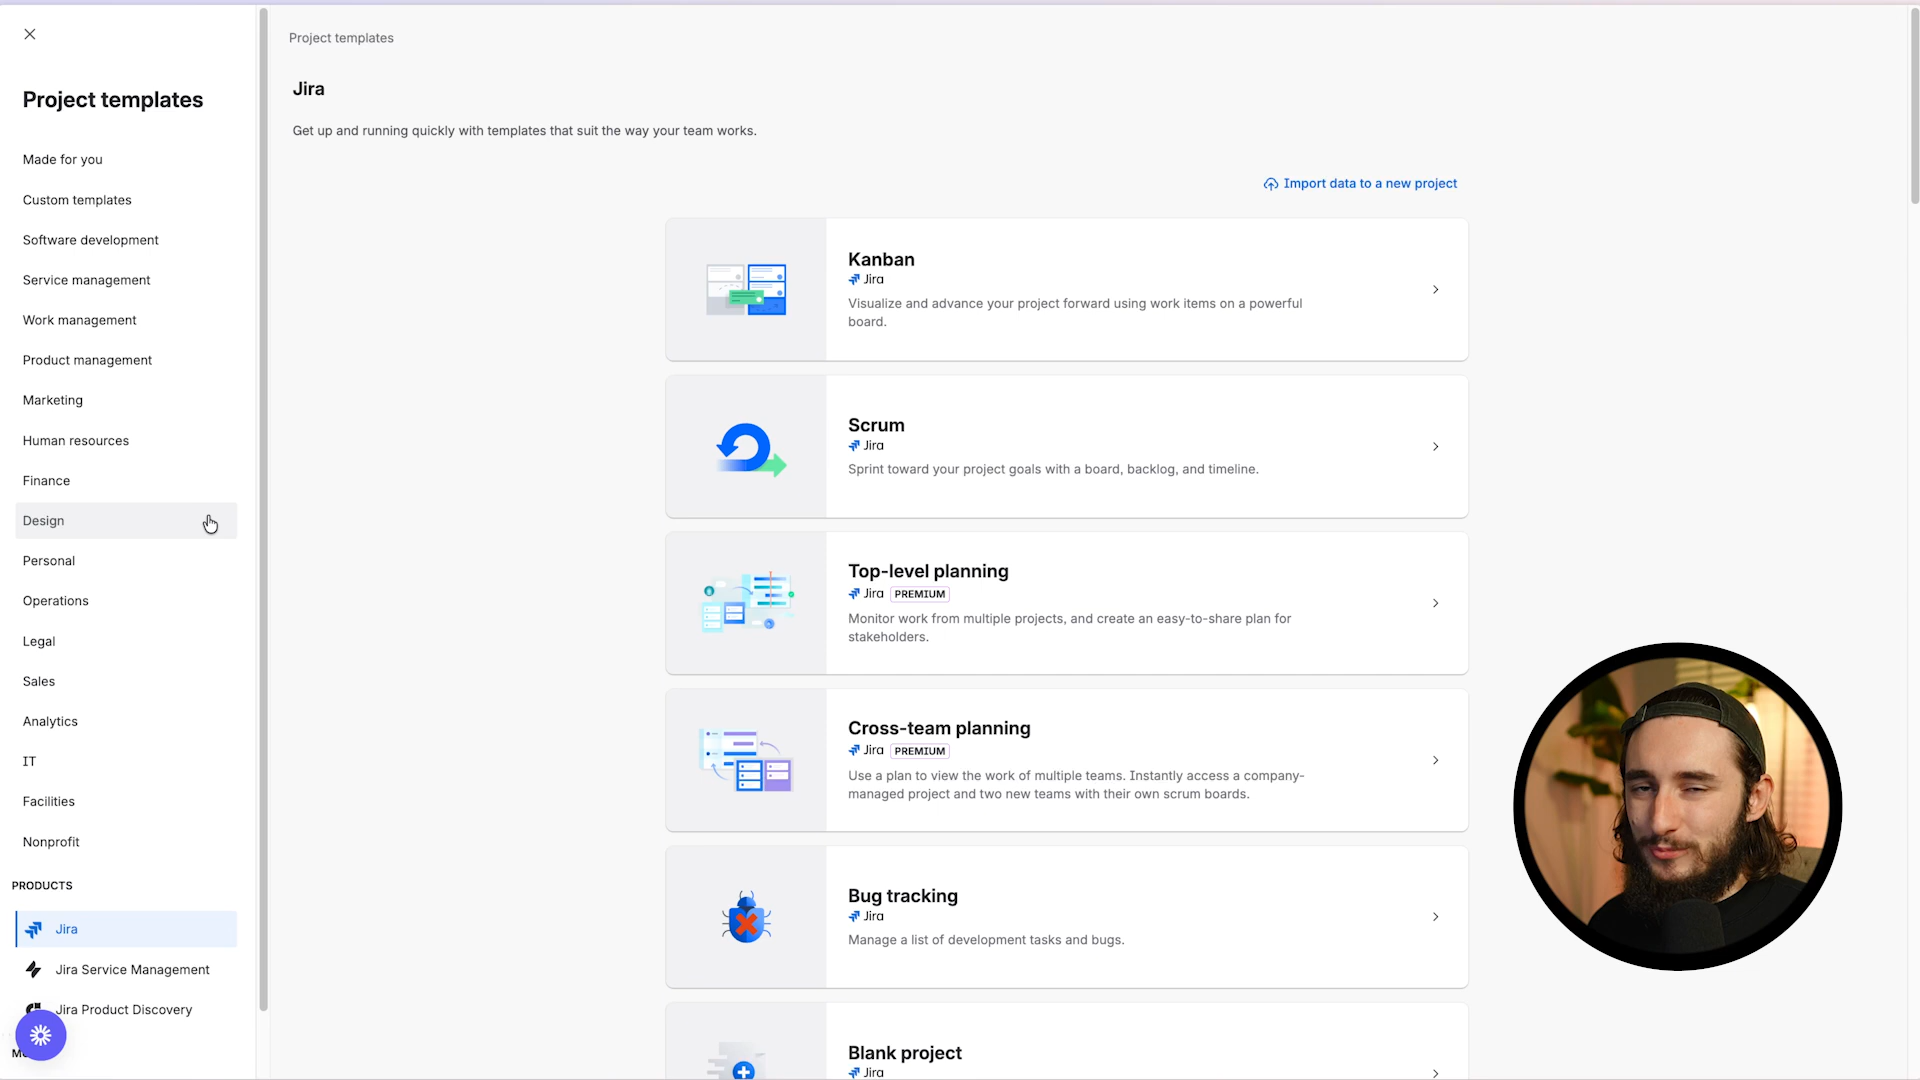 Project templates
Made for you
Custom templates
Software development
Service management
Work management
Product management
Marketing
Human resources
Finance
Design
Personal
Operations
Legal
Sales
Analytics
IT
Facilities
Nonprofit
PRODUCTS
Jira
Jira Service Management
Jira Product Discovery
Project templates
Jira
Get up and running quickly with templates that suit the way your team works.
Import data to a new project
Kanban
Jira
Visualize and advance your project forward using work items on a powerful
board.
Scrum
Jira
Sprint toward your project goals with a board, backlog, and timeline.
Top-level planning
Jira PREMIUM
Monitor work from multiple projects, and create an easy-to-share plan for
stakeholders.
Cross-team planning
Jira PREMIUM
Use a plan to view the work of multiple teams. Instantly access a company-
managed project and two new teams with their own scrum boards.
Bug tracking
Jira
Manage a list of development tasks and bugs.
Blank project
Jira